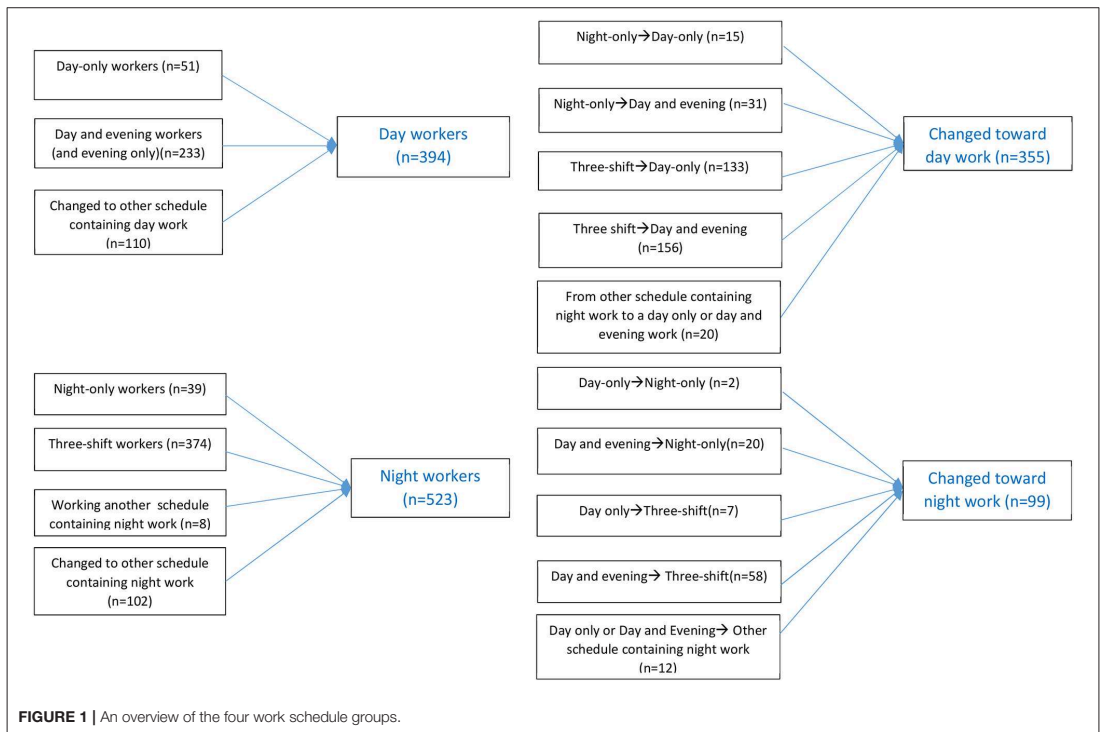 Day-only workers (n=51)
Day and evening workers
(and evening only)(n=233)
Changed to other schedule
containing day work
(n=110)
Day workers
(n=394)
Night-only→Day-only (n=15)
Night-only→Day and evening (n=31)
Three-shift→Day-only (n=133)
Three shift→Day and evening
(n=156)
From other schedule containing
night work to a day only or day and
evening work (n=20)
Changed toward
day work (n=355)
Night-only workers (n=39)
Three-shift workers (n=374)
Working another schedule
containing night work (n=8)
Changed to other schedule
containing night work
(n=102)
Night workers
(n=523)
Day-only→Night-only (n=2)
Day and evening→Night-only(n=20)
Day only→Three-shift(n=7)
Day and evening→ Three-shift(n=58)
Day only or Day and Evening→ Other
schedule containing night work
(n=12)
Changed toward
night work (n=99)
FIGURE 1 | An overview of the four work schedule groups.